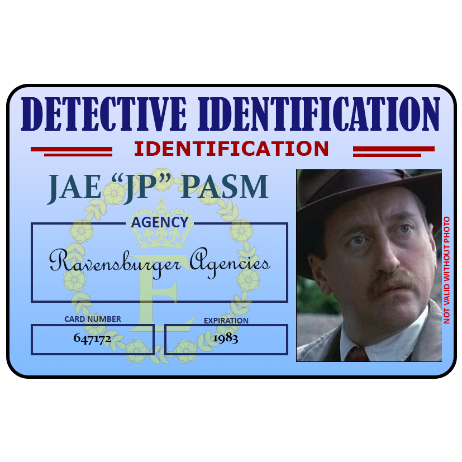 DETECTIVE IDENTIFICATION
IDENTIFICATION
JAE “JP” PASM
AGENCY
Ravensburger Agencies
E
CARD NUMBER
EXPIRATION
647172
1983
NOT VALID WITHOUT PHOTO